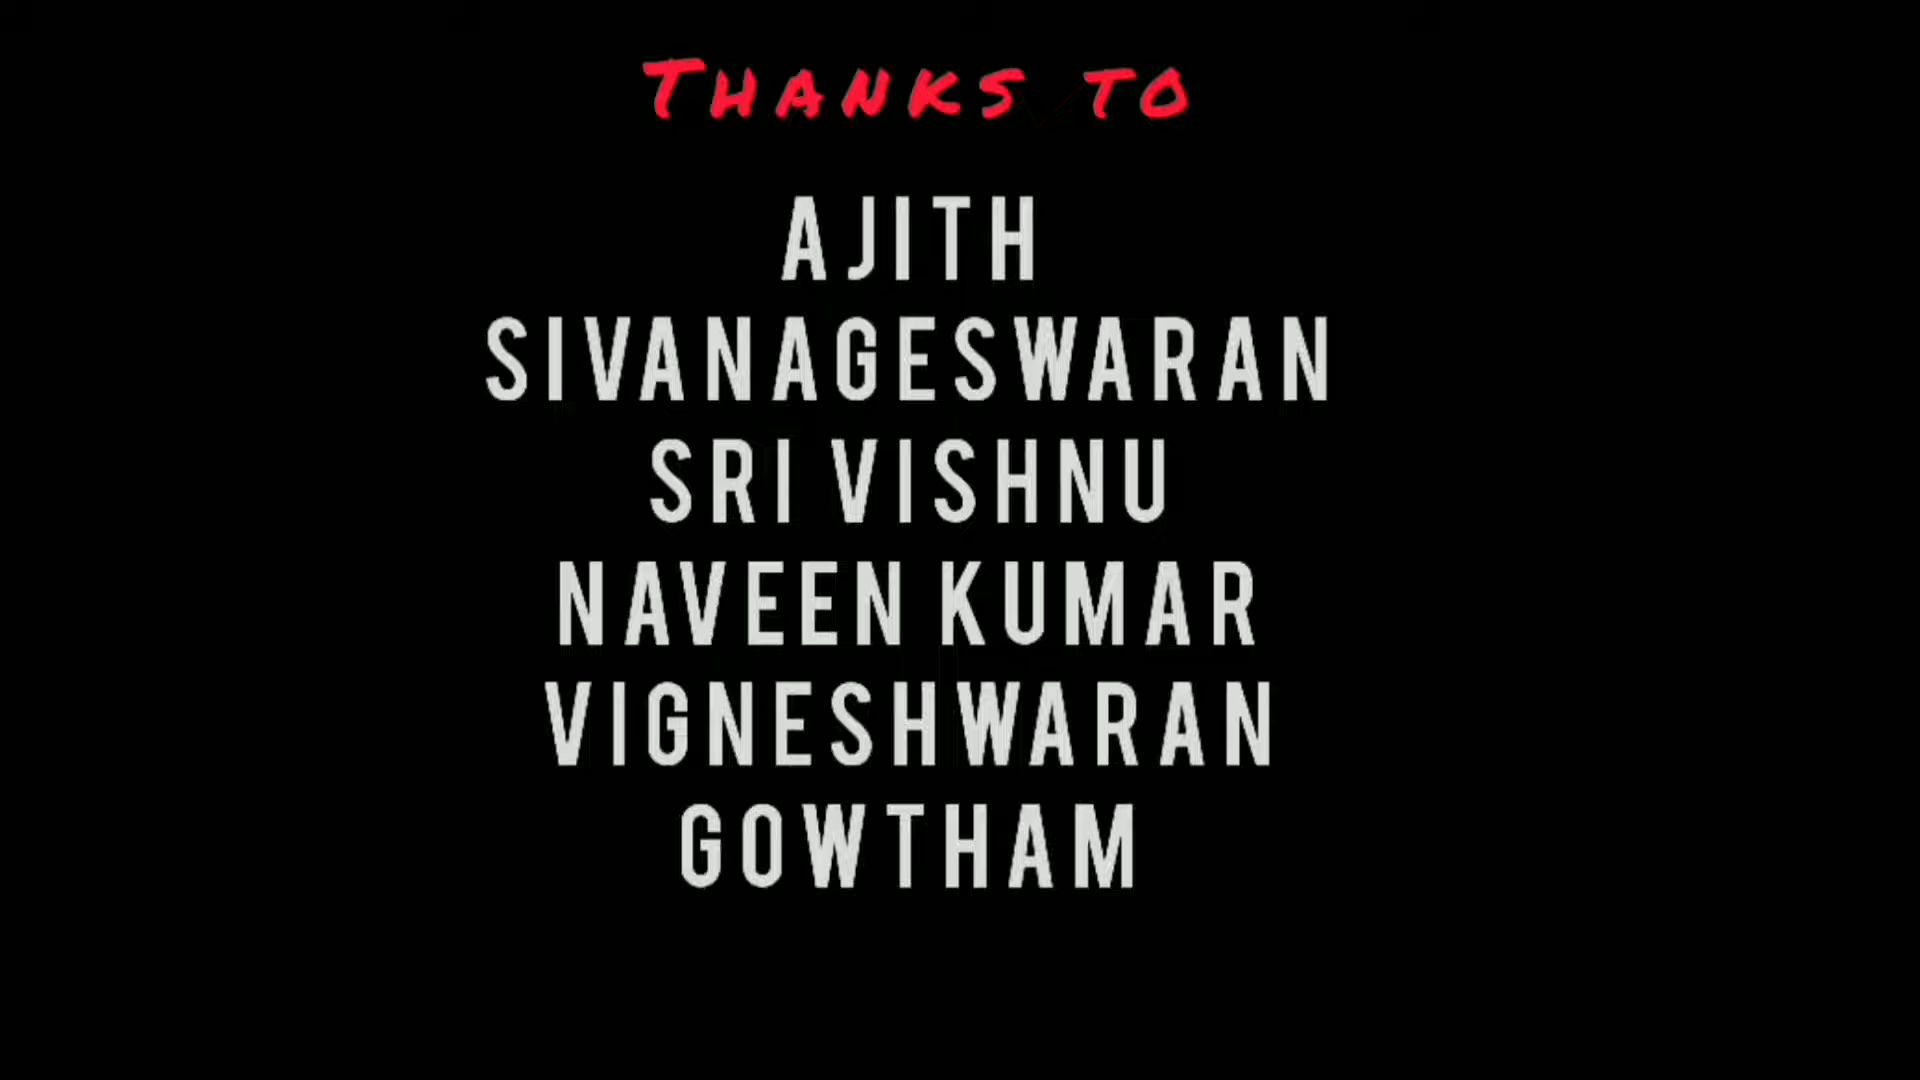 THANKS TO
AJITH
SIVANAGESWARAN
SRI VISHNU
NAVEEN KUMAR
VIGNESHWARAN
GOWTHAM